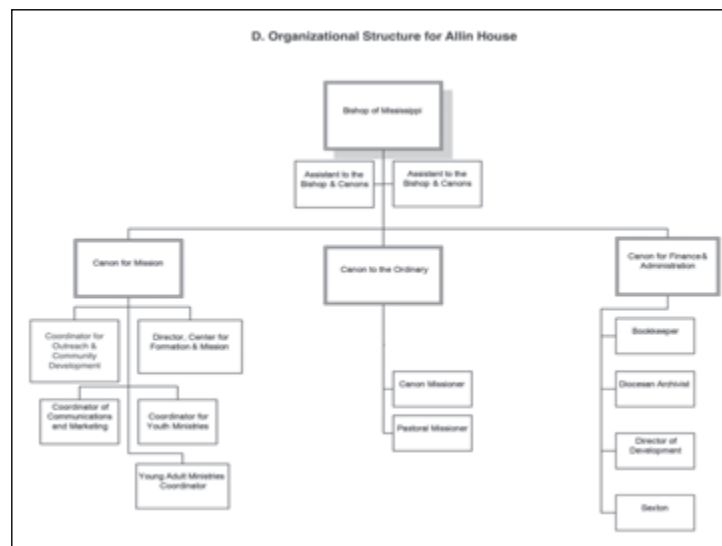 D. Organizational Structure for Allin House
Bishop of Mississippi
Assistant to the
Bishop & Canons
Assistant to the
Bishop & Canons
Canon for Mission
Canon to the Ordinary
Canon for Finance &
Administration
Coordinator for
Outreach &
Community
Development
Director, Center for
Formation & Mission
Coordinator of
Communications
and Marketing
Coordinator for
Youth Ministries
Young Adult Ministries
Coordinator
Canon Missioner
Pastoral Missioner
Bookkeeper
Diocesan Archivist
Director of
Development
Sexton